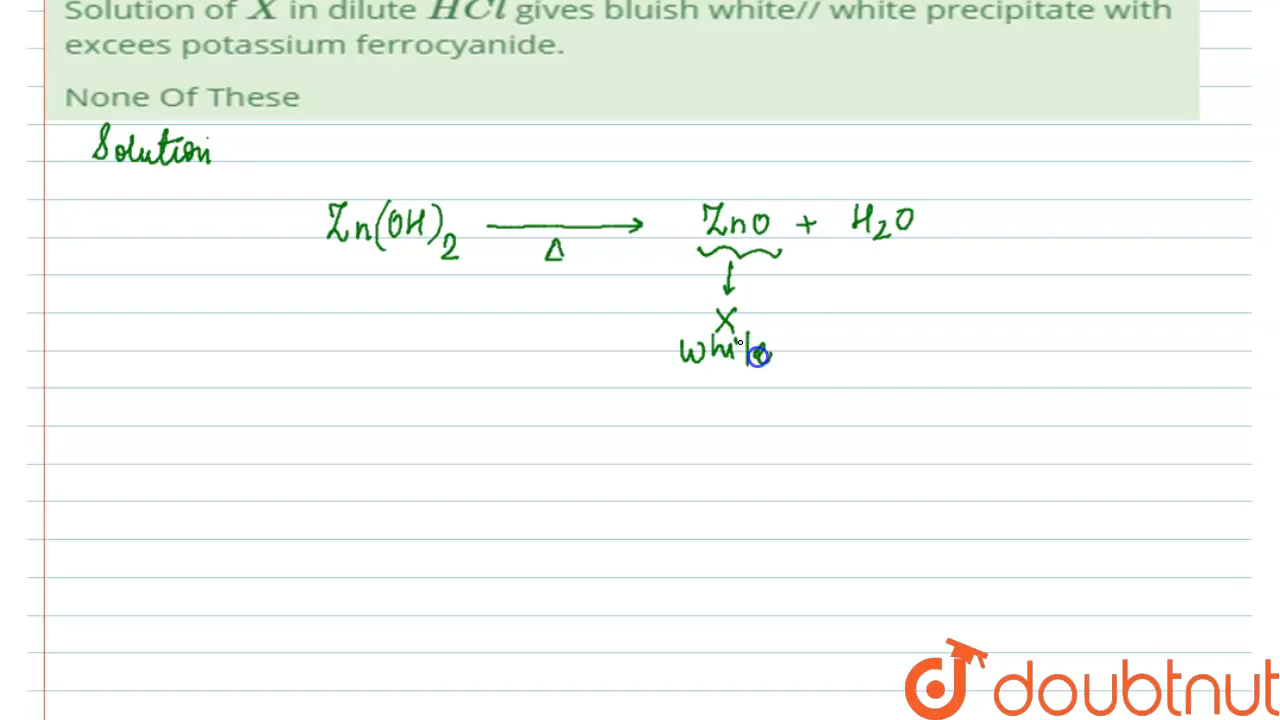 Solution of X in dilute HCl gives bluish white// white precipitate with
excees potassium ferrocyanide.
None Of These
Solution
Zn(OH)₂ ⟶ ZnO + H₂O
Δ
X
white
doubtnut